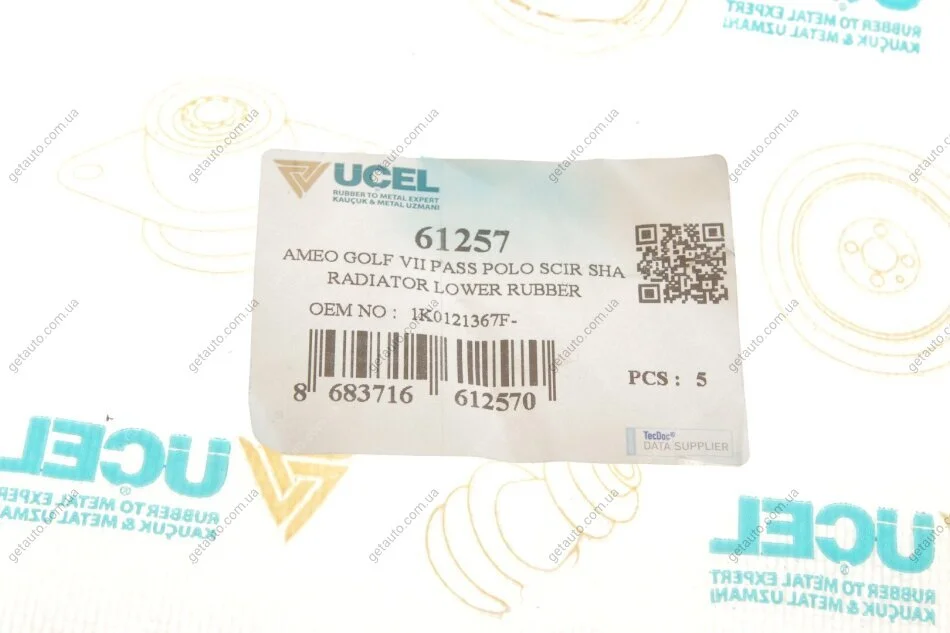 RUBBER TO METAL EXPERT
KAUÇUK & METAL UZMANI
UCEL
RUBBER TO METAL EXPERT
KAUÇUK & METAL UZMANI
61257
AMEO GOLF VII PASS POLO SCIR SHA
RADIATOR LOWER RUBBER
OEM NO : 1K0121367F-
8 683716 612570
PCS : 5
TecDoc®
DATA SUPPLIER
UCEL
RUBBER TO METAL EXPERT
KAUÇUK & METAL UZMANI
UCEL
RUBBER TO METAL EXPERT
KAUÇUK & METAL UZMANI
getauto.com.ua